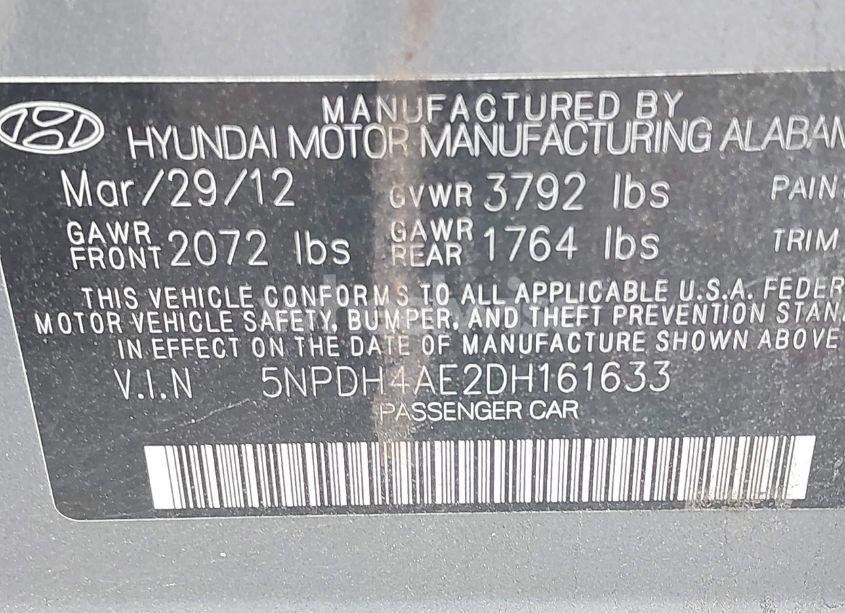 MANUFACTURED BY
HYUNDAI MOTOR MANUFACTURING ALABAM
Mar/29/12 GVWR 3792 lbs PAIN
GAWR FRONT 2072 lbs GAWR REAR 1764 lbs TRIM
THIS VEHICLE CONFORMS TO ALL APPLICABLE U.S.A. FEDER
MOTOR VEHICLE SAFETY, BUMPER, AND THEFT PREVENTION STAN
IN EFFECT ON THE DATE OF MANUFACTURE SHOWN ABOVE
V.I.N 5NPDH4AE2DH161633
PASSENGER CAR